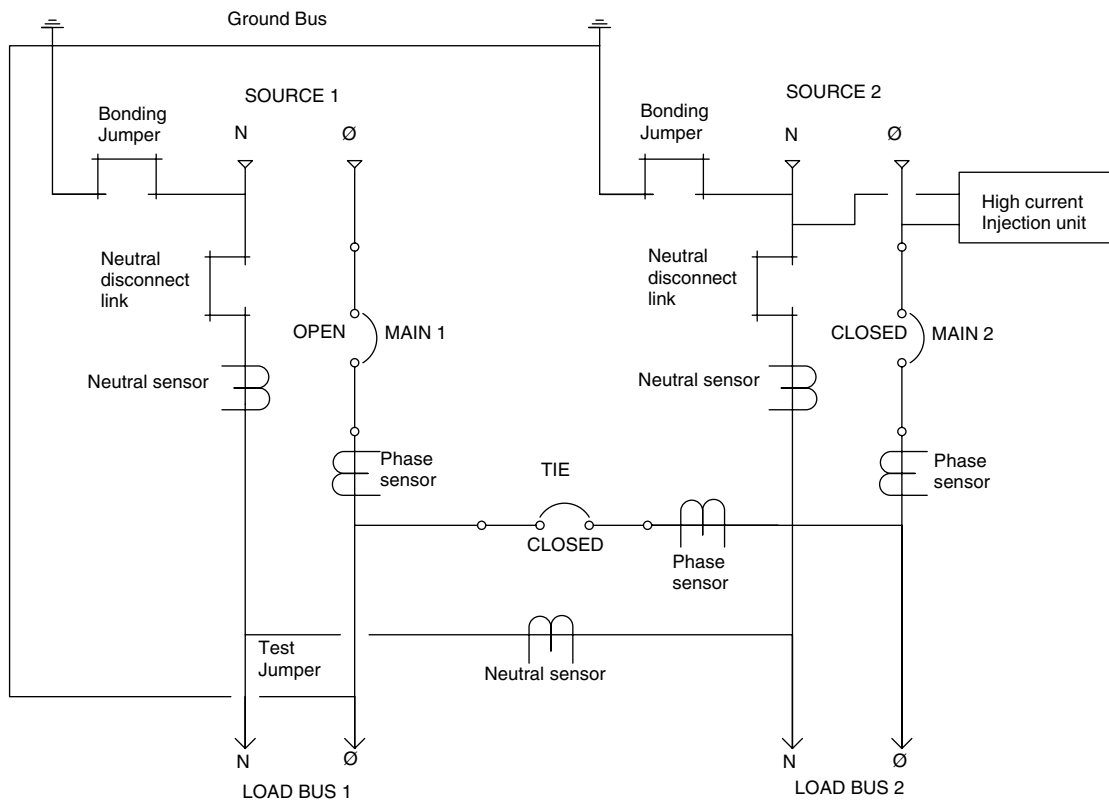 Ground Bus
SOURCE 1
SOURCE 2
Bonding
Jumper
N
Ø
Bonding
Jumper
N
Ø
High current
Injection unit
Neutral
disconnect
link
Neutral
disconnect
link
OPEN
MAIN 1
CLOSED
MAIN 2
Neutral sensor
Neutral sensor
Phase
sensor
TIE
Phase
sensor
CLOSED
Phase
sensor
Test
Jumper
Neutral sensor
N
Ø
N
Ø
LOAD BUS 1
LOAD BUS 2